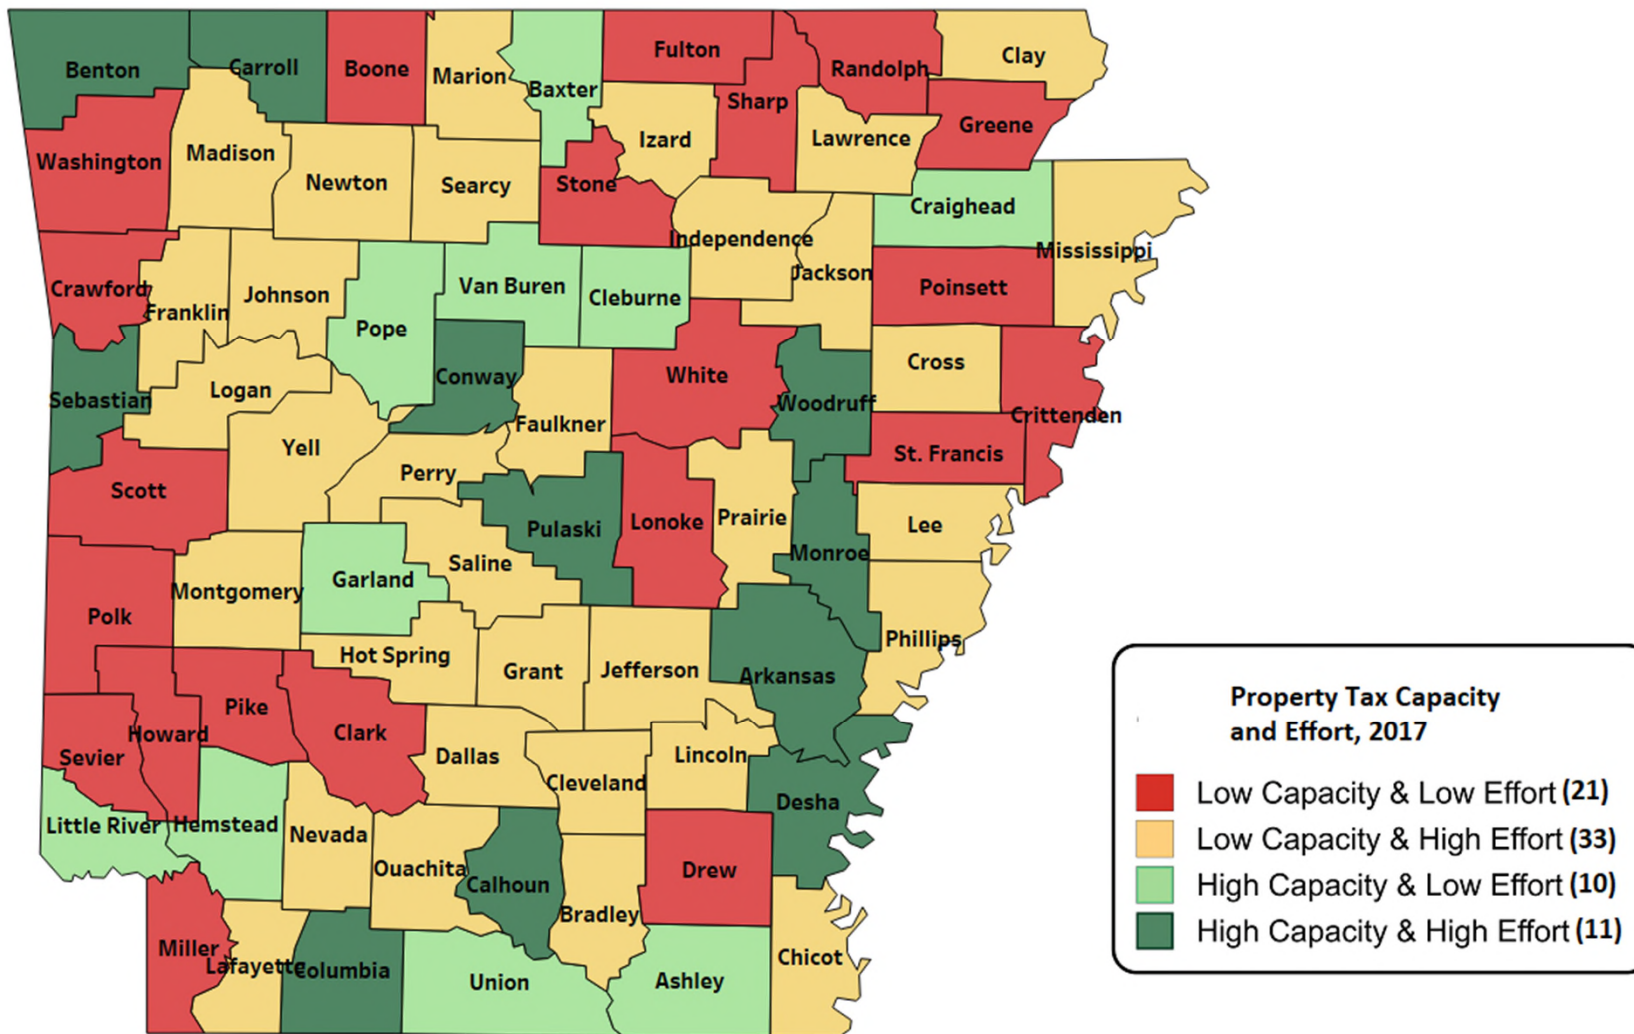 Benton
Carroll
Boone
Marion
Baxter
Fulton
Sharp
Randolph
Clay
Greene
Washington
Madison
Newton
Searcy
Stone
Izard
Lawrence
Craighead
Mississippi
Independence
Jackson
Crawford
Franklin
Johnson
Pope
Van Buren
Cleburne
Poinsett
White
Cross
Crittenden
Sebastian
Logan
Conway
Faulkner
Woodruff
St. Francis
Yell
Perry
Scott
Pulaski
Lonoke
Prairie
Lee
Monroe
Garland
Saline
Montgomery
Polk
Phillips
Hot Spring
Grant
Jefferson
Arkansas
Pike
Clark
Howard
Sevier
Dallas
Cleveland
Lincoln
Desha
Little River
Hemstead
Nevada
Ouachita
Calhoun
Bradley
Drew
Miller
Lafayette
Columbia
Union
Ashley
Chicot
Property Tax Capacity
and Effort, 2017
Low Capacity & Low Effort (21)
Low Capacity & High Effort (33)
High Capacity & Low Effort (10)
High Capacity & High Effort (11)